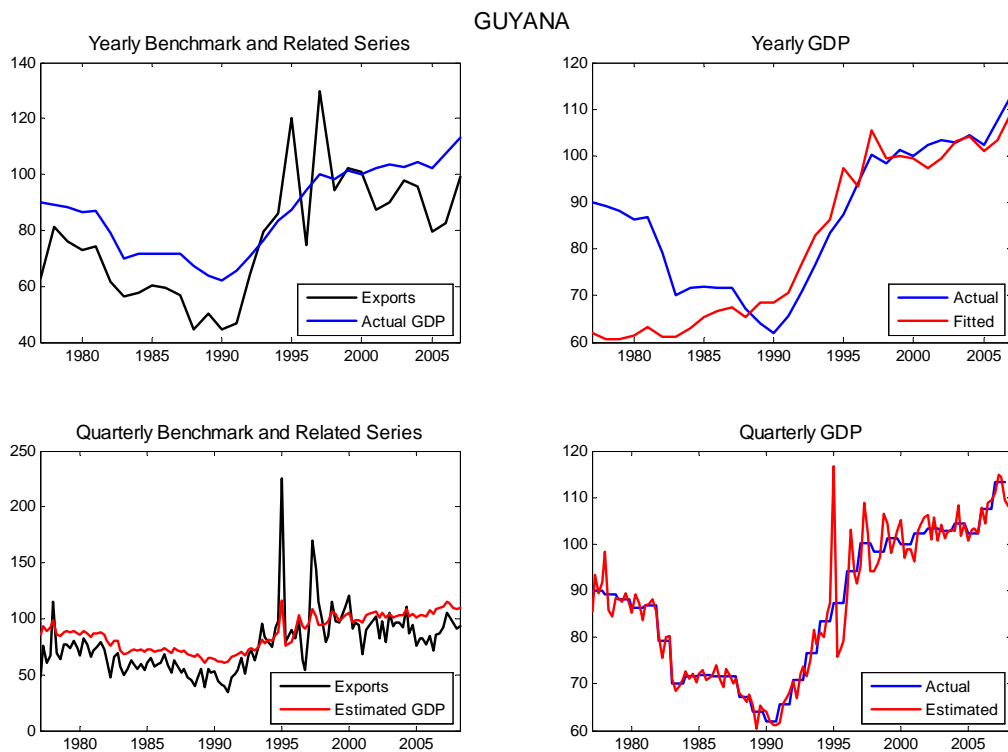 GUYANA
Yearly Benchmark and Related Series
140
120
100
80
60
40
1980 1985 1990 1995 2000 2005
Exports
Actual GDP
Yearly GDP
120
110
100
90
80
70
60
1980 1985 1990 1995 2000 2005
Actual
Fitted
Quarterly Benchmark and Related Series
250
200
150
100
50
0
1980 1985 1990 1995 2000 2005
Exports
Estimated GDP
Quarterly GDP
120
110
100
90
80
70
60
1980 1985 1990 1995 2000 2005
Actual
Estimated